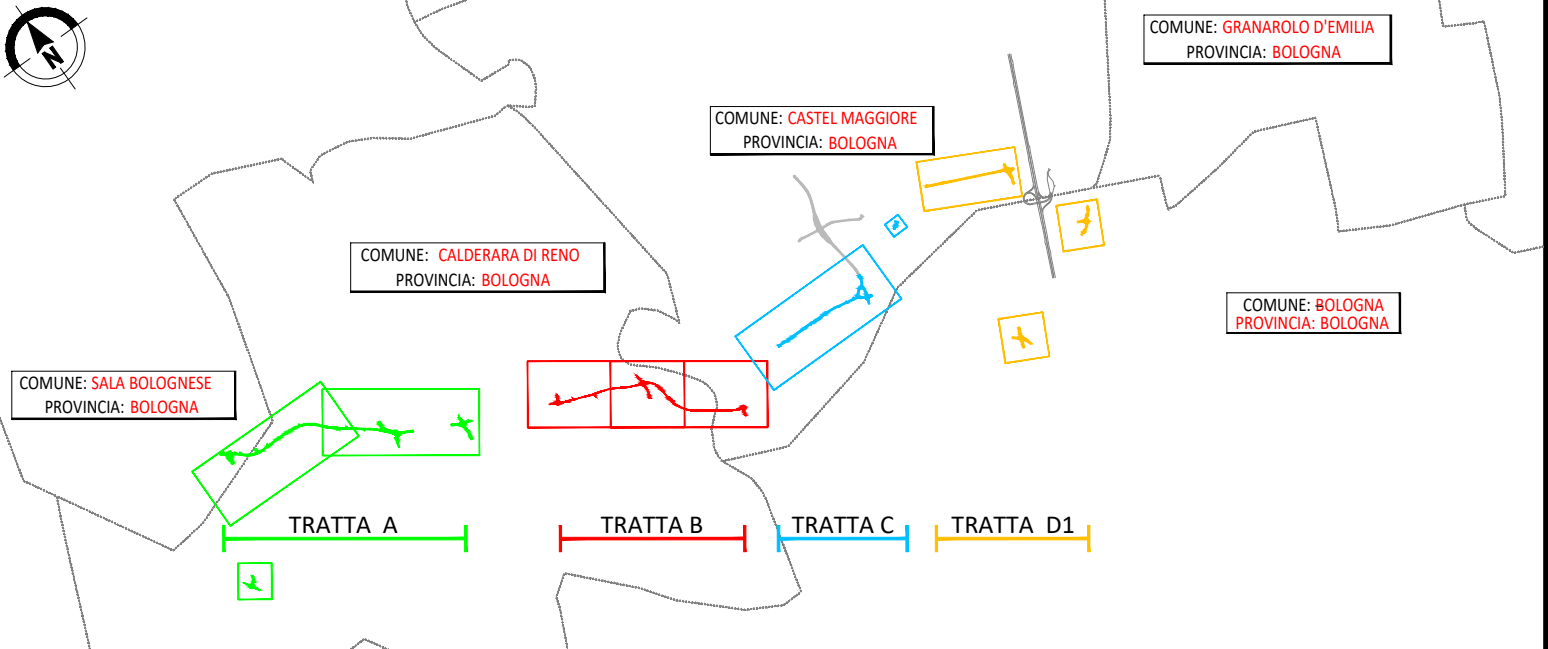 N
COMUNE: GRANAROLO D'EMILIA
PROVINCIA: BOLOGNA
COMUNE: CASTEL MAGGIORE
PROVINCIA: BOLOGNA
COMUNE: CALDERARA DI RENO
PROVINCIA: BOLOGNA
COMUNE: BOLOGNA
PROVINCIA: BOLOGNA
COMUNE: SALA BOLOGNESE
PROVINCIA: BOLOGNA
TRATTA A
TRATTA B
TRATTA C
TRATTA D1